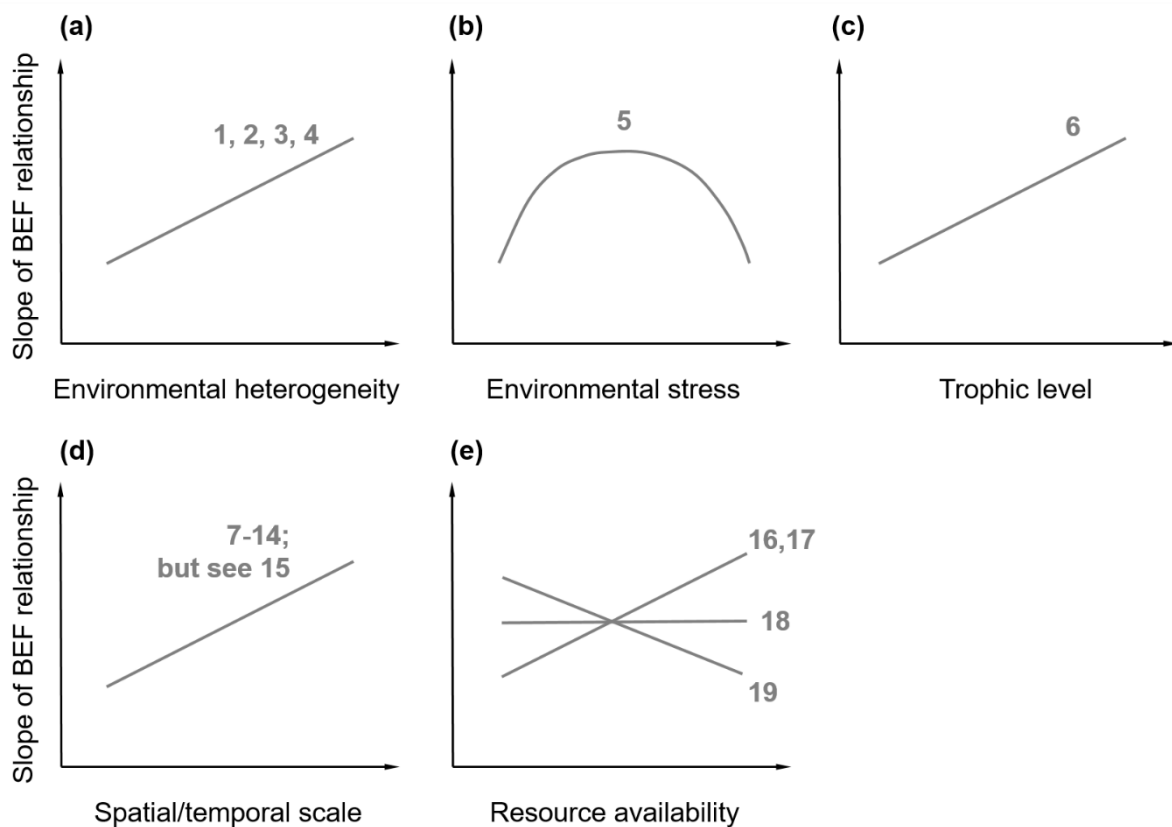 (a)
(b)
(c)
Slope of BEF relationship
1, 2, 3, 4
5
6
Environmental heterogeneity
Environmental stress
Trophic level
(d)
(e)
Slope of BEF relationship
7-14;
but see 15
16,17
18
19
Spatial/temporal scale
Resource availability